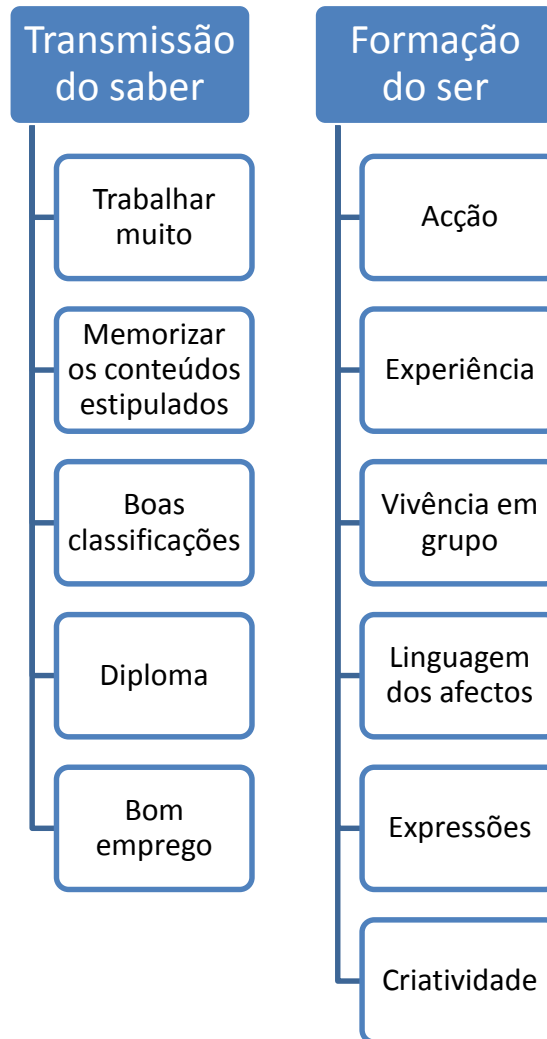 Transmissão
do saber
Trabalhar
muito
Memorizar
os conteúdos
estipulados
Boas
classificações
Diploma
Bom
emprego
Formação
do ser
Acção
Experiência
Vivência em
grupo
Linguagem
dos afectos
Expressões
Criatividade